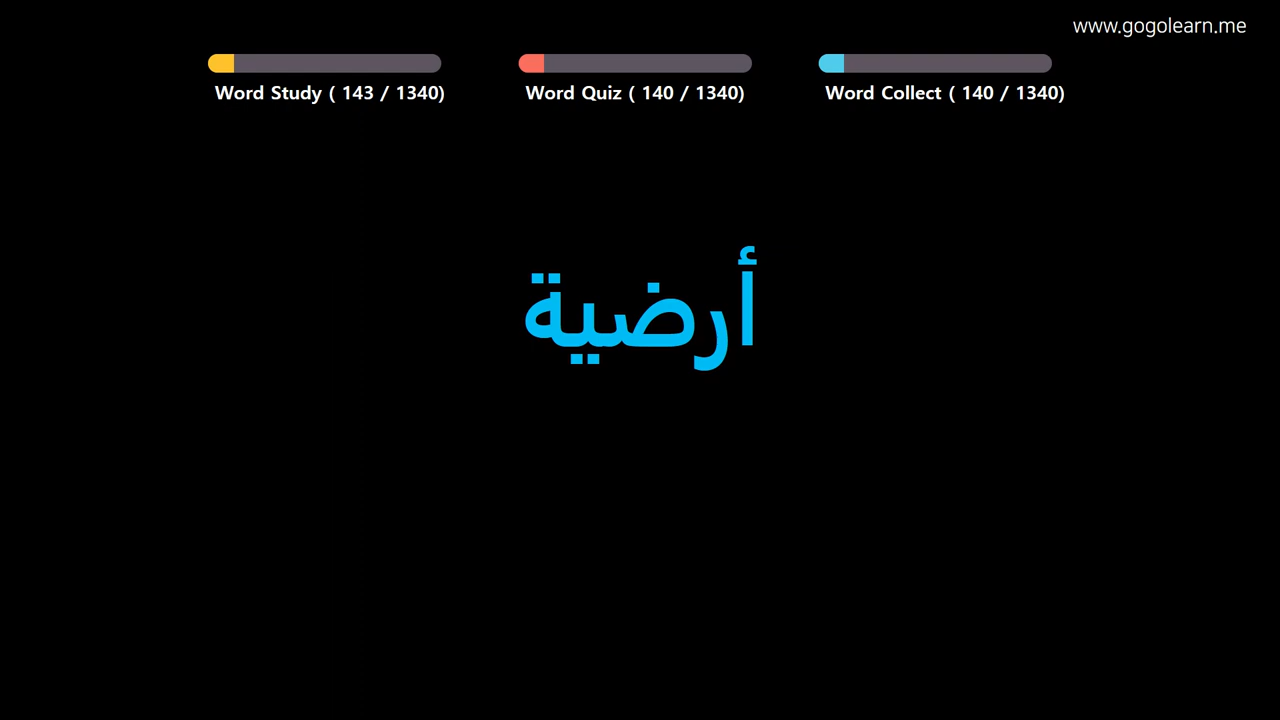 www.gogolearn.me
Word Study ( 143 / 1340)
Word Quiz ( 140 / 1340)
Word Collect ( 140 / 1340)
أرضية